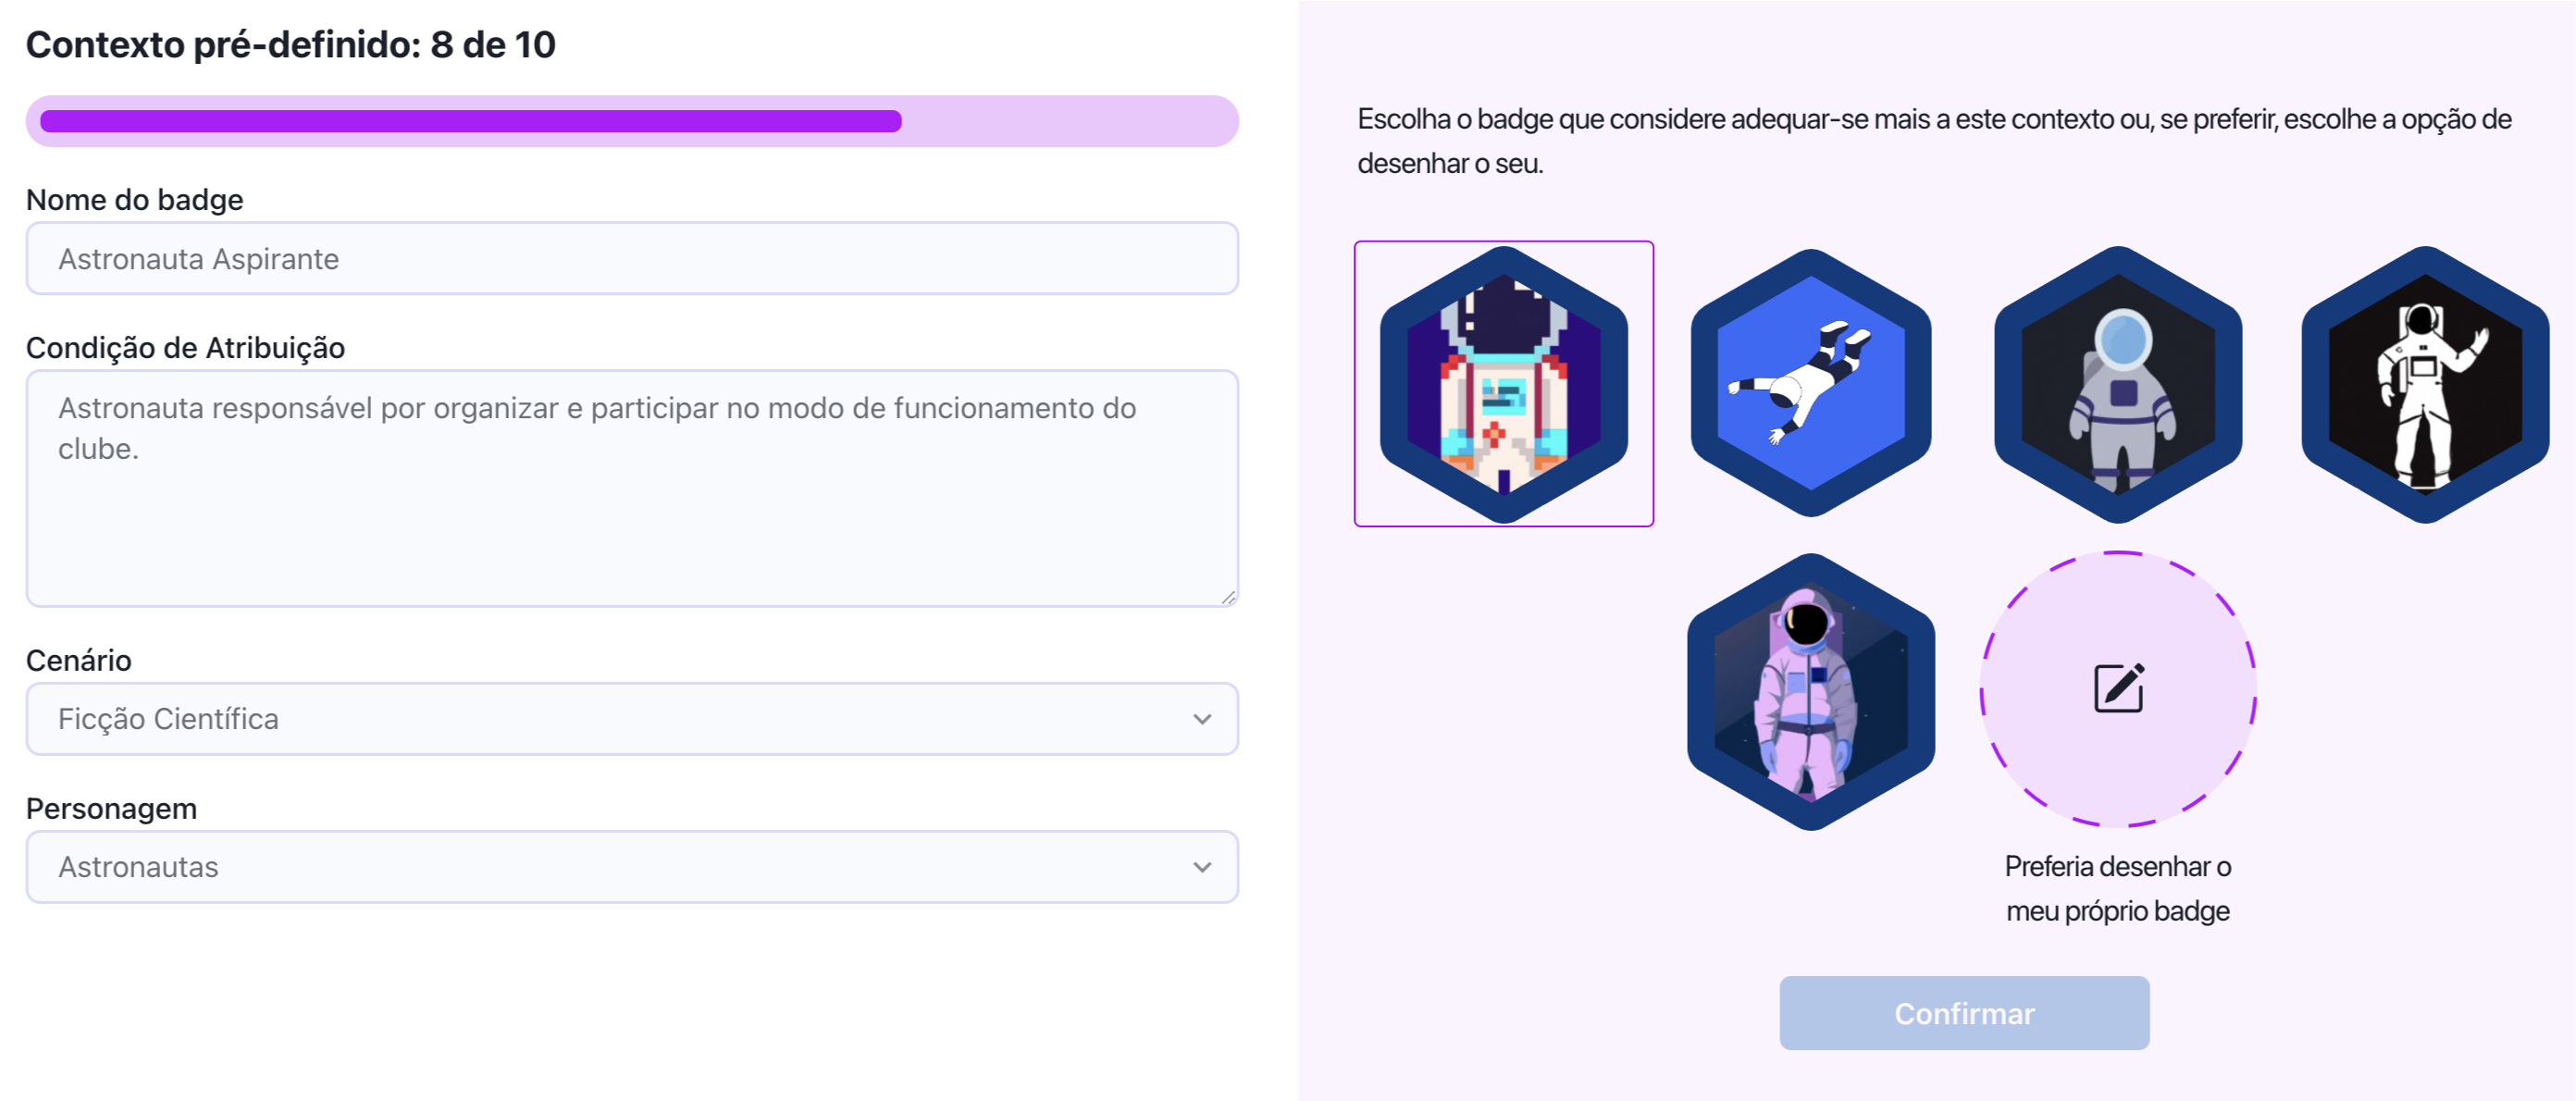 Contexto pré-definido: 8 de 10
Nome do badge
Astronauta Aspirante
Condição de Atribuição
Astronauta responsável por organizar e participar no modo de funcionamento do
clube.
Cenário
Ficção Científica
Personagem
Astronautas
Escolha o badge que considere adequar-se mais a este contexto ou, se preferir, escolhe a opção de
desenhar o seu.
Preferia desenhar o
meu próprio badge
Confirmar